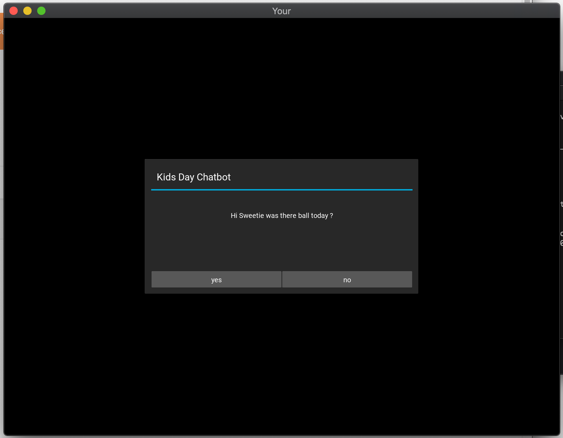 Your
Kids Day Chatbot
Hi Sweetie was there ball today ?
yes
no